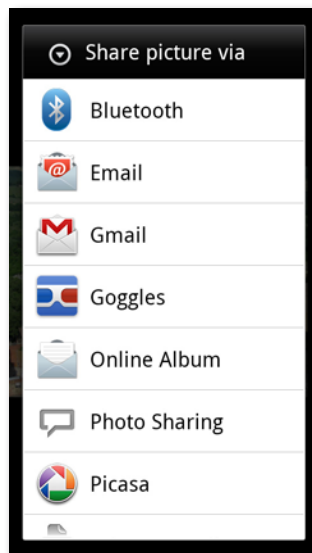 Share picture via
Bluetooth
@
Email
Gmail
Goggles
Online Album
Photo Sharing
Picasa